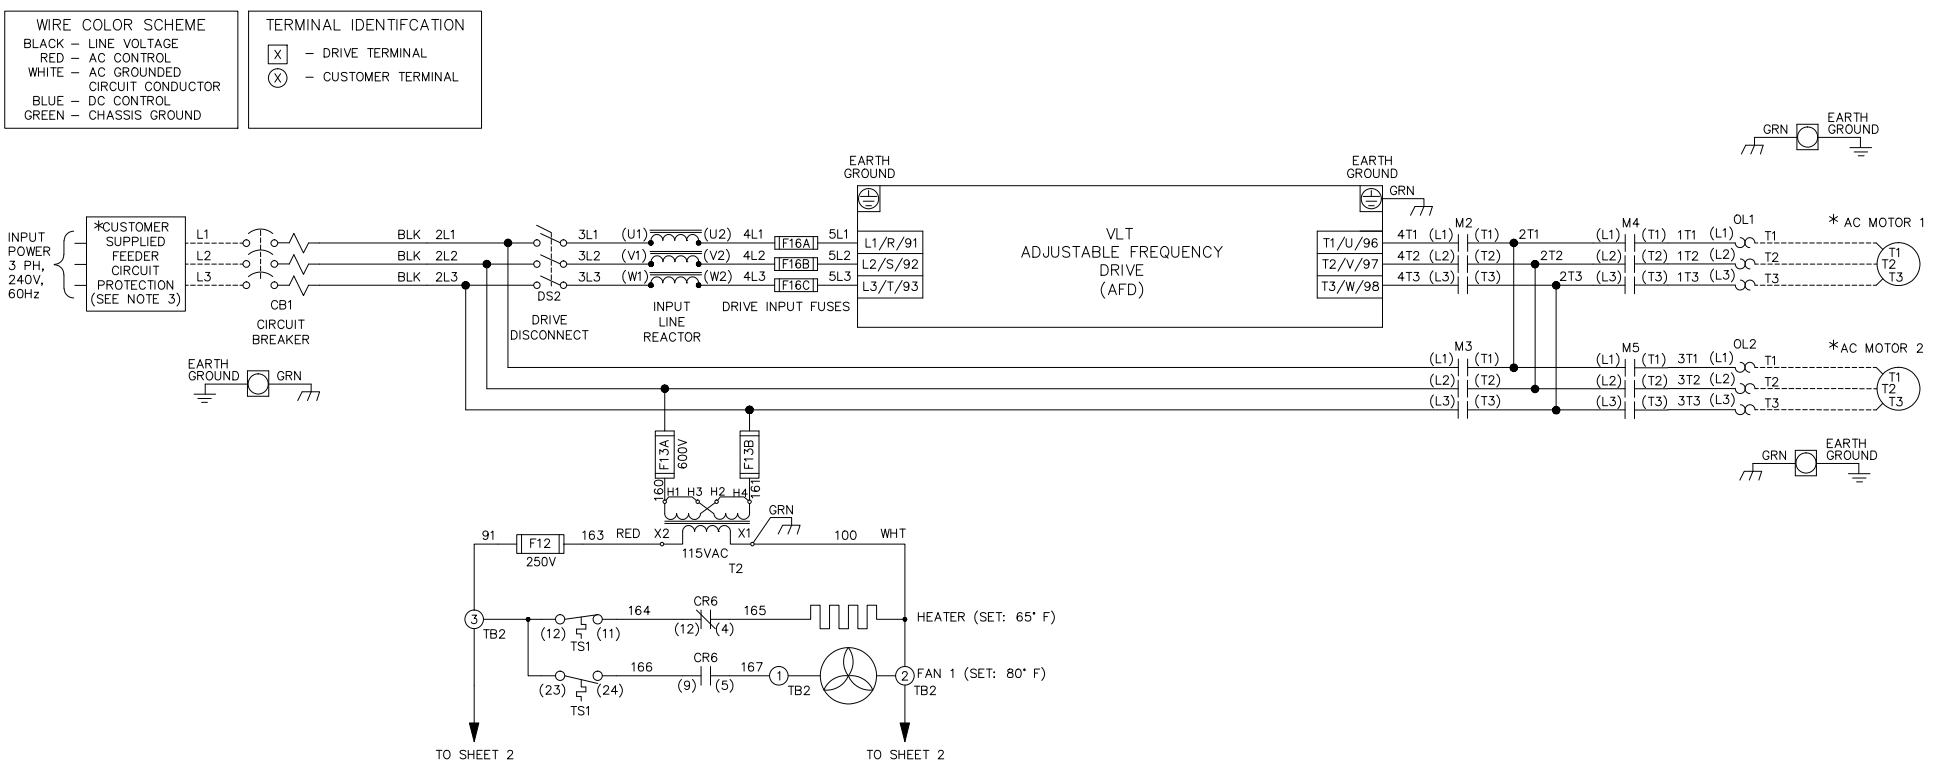 WIRE COLOR SCHEME
BLACK – LINE VOLTAGE
RED – AC CONTROL
WHITE – AC GROUNDED
CIRCUIT CONDUCTOR
BLUE – DC CONTROL
GREEN – CHASSIS GROUND
TERMINAL IDENTIFCATION
X – DRIVE TERMINAL
X – CUSTOMER TERMINAL
INPUT
POWER
3 PH,
240V,
60Hz
*CUSTOMER
SUPPLIED
FEEDER
CIRCUIT
PROTECTION
(SEE NOTE 3)
L1
L2
L3
CB1
CIRCUIT
BREAKER
EARTH
GROUND
GRN
BLK 2L1
BLK 2L2
BLK 2L3
DS2
DRIVE
DISCONNECT
3L1 (U1) (U2) 4L1 F16A 5L1
3L2 (V1) (V2) 4L2 F16B 5L2
3L3 (W1) (W2) 4L3 F16C 5L3
INPUT
LINE
REACTOR
DRIVE INPUT FUSES
EARTH
GROUND
L1/R/91
L2/S/92
L3/T/93
VLT
ADJUSTABLE FREQUENCY
DRIVE
(AFD)
EARTH
GROUND
GRN
T1/U/96
T2/V/97
T3/W/98
M2
4T1 (L1) (T1) 2T1
4T2 (L2) (T2) 2T2
4T3 (L3) (T3) 2T3
M4
OL1
(L1) (T1) 1T1 (L1) T1
(L2) (T2) 1T2 (L2) T2
(L3) (T3) 1T3 (L3) T3
GRN
EARTH
GROUND
* AC MOTOR 1
T1
T2
T3
M3
(L1) (T1)
(L2) (T2)
(L3) (T3)
M5
OL2
(L1) (T1) 3T1 (L1) T1
(L2) (T2) 3T2 (L2) T2
(L3) (T3) 3T3 (L3) T3
*AC MOTOR 2
T1
T2
T3
GRN
EARTH
GROUND
F13A
600V
F13B
160
161
H1 H3 H2 H4
GRN
91 F12 163 RED X2 X1 100 WHT
250V
115VAC
T2
3
TB2
164 CR6 165
(12) (11) (12) (4)
TS1
HEATER (SET: 65° F)
166 CR6 167
(23) (24) (9) (5)
TS1
1
TB2
2
TB2
FAN 1 (SET: 80° F)
TO SHEET 2
TO SHEET 2